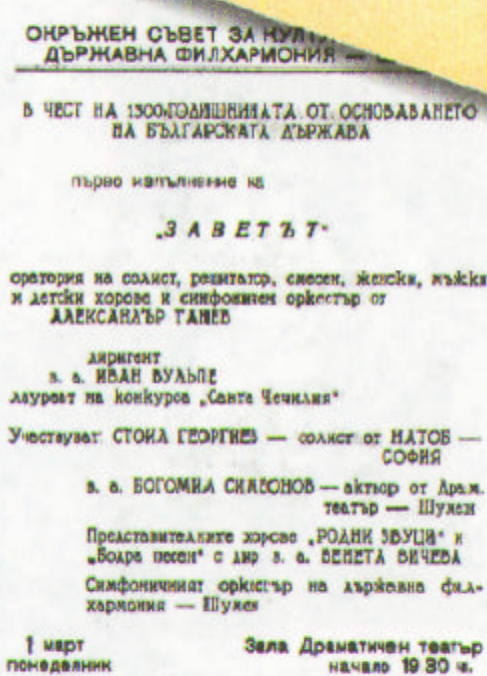 ОКРЪЖЕН СЪВЕТ ЗА
ДЪРЖАВНА ФИЛХАРМОНИЯ —
В ЧЕСТ НА 1300-ГОДИШНИНАТА ОТ ОСНОВАВАНЕТО
НА БЪЛГАРСКАТА ДЪРЖАВА
първо изпълнение на
„ЗАВЕТЪТ“
оратория на солист, рецитатор, смесен, женски, мъжки
и детски хорове и симфоничен оркестър от
АЛЕКСАНДЪР ТАНЕВ
диригент
з. а. ИВАН ВУЛПЕ
лауреат на конкурса „Санта Чечилия“
Участвуват: СТОИЛ ГЕОРГИЕВ — солист от НАТОБ —
СОФИЯ
з. а. БОГОМИЛ СИМЕОНОВ — актьор от Драм.
театър — Шумен
Представителните хорове „РОДНИ ЗВУЦИ“ и
„Бодра песен“ с дир з. а. ВЕНЕТА ВИЧЕВА
Симфоничният оркестър на държавна фил-
хармония — Шумен
1 март
понеделник
Зала Драматичен театър
начало 19 30 ч.